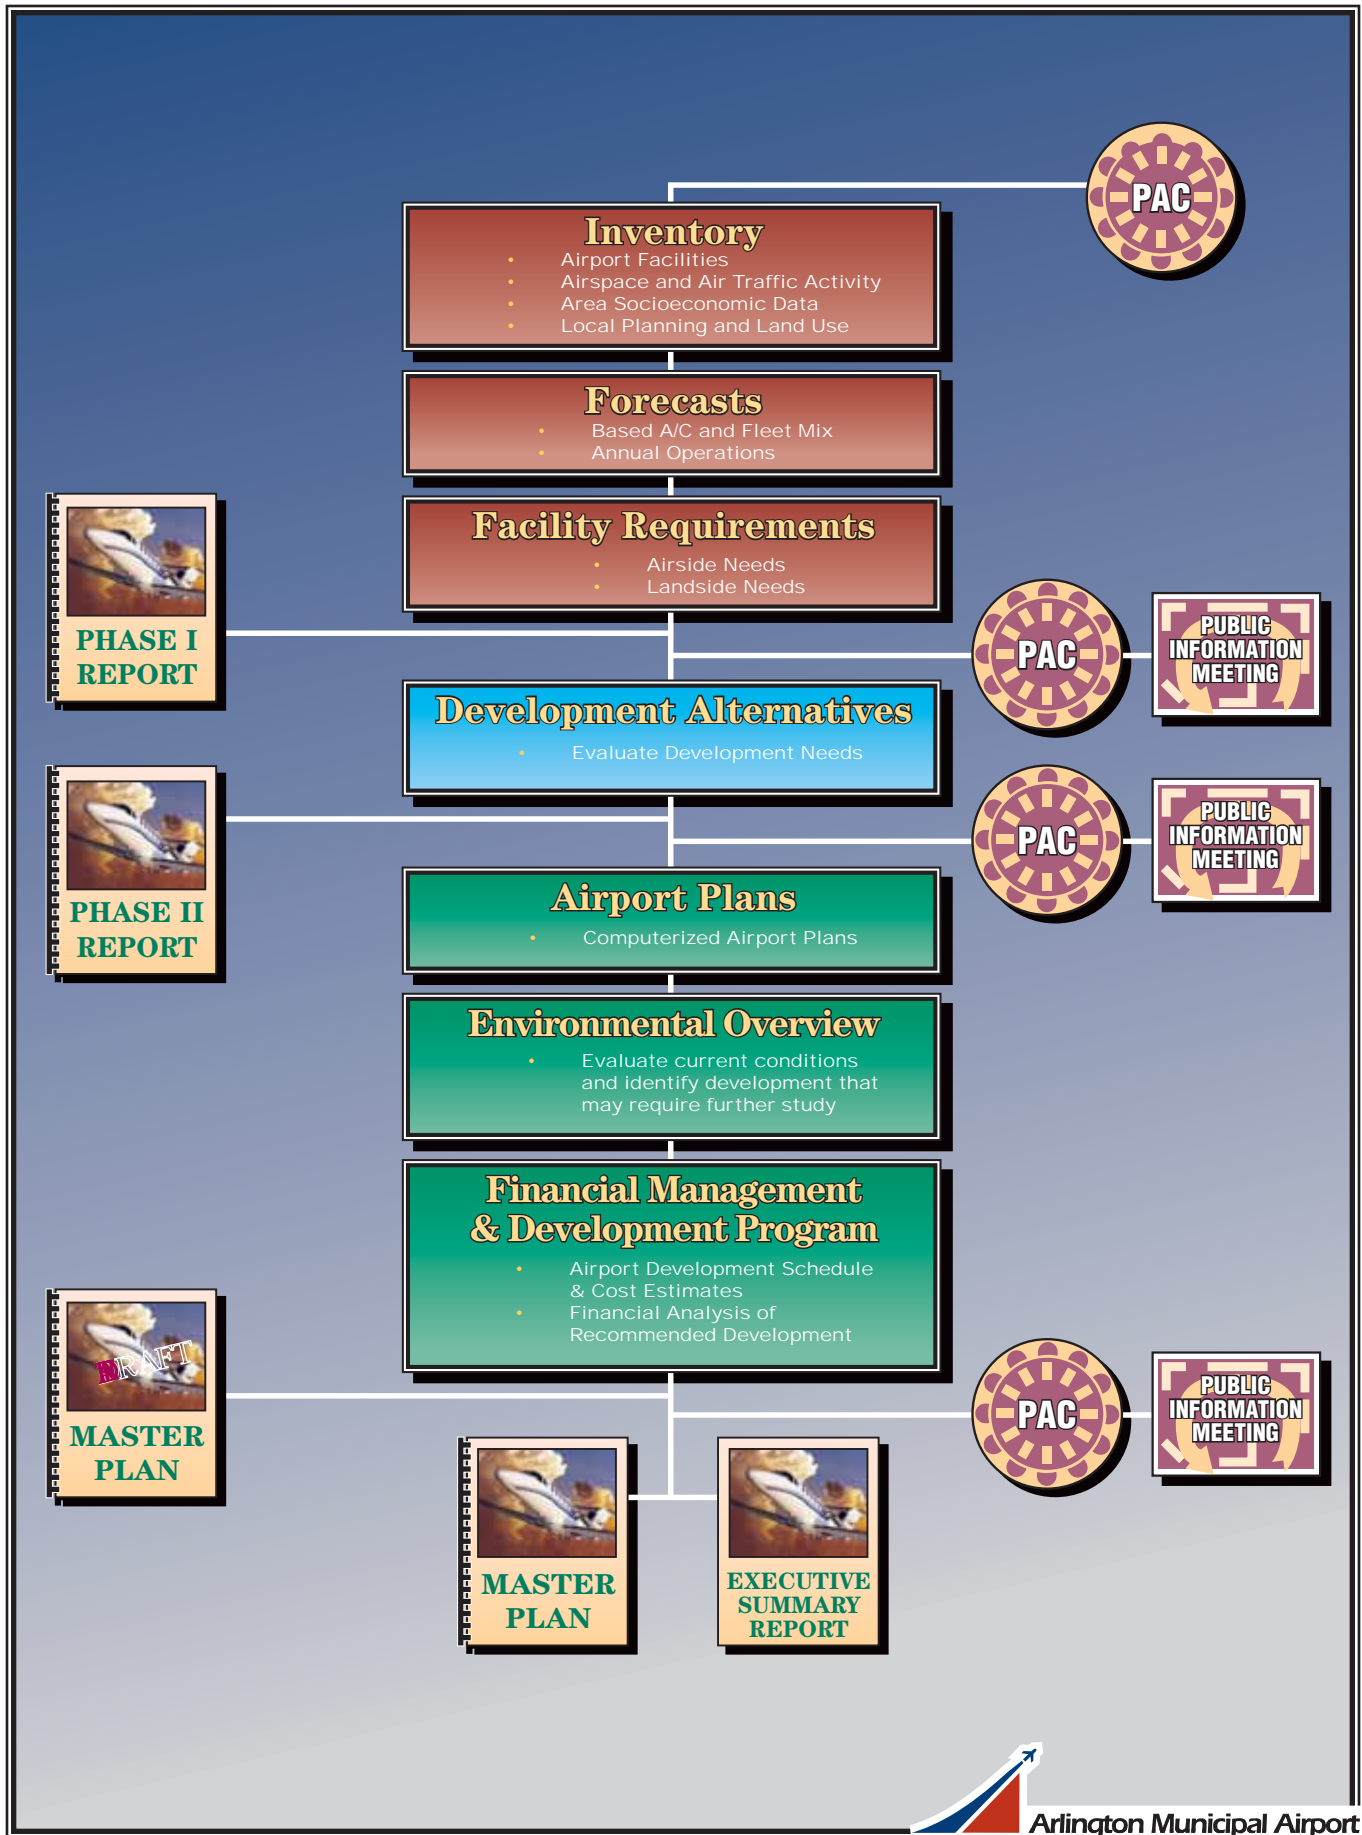 PAC
Inventory
• Airport Facilities
• Airspace and Air Traffic Activity
• Area Socioeconomic Data
• Local Planning and Land Use
Forecasts
• Based A/C and Fleet Mix
• Annual Operations
Facility Requirements
• Airside Needs
• Landside Needs
PHASE I
REPORT
PAC
PUBLIC
INFORMATION
MEETING
Development Alternatives
• Evaluate Development Needs
PHASE II
REPORT
PAC
PUBLIC
INFORMATION
MEETING
Airport Plans
• Computerized Airport Plans
Environmental Overview
• Evaluate current conditions
and identify development that
may require further study
Financial Management
& Development Program
• Airport Development Schedule
& Cost Estimates
• Financial Analysis of
Recommended Development
DRAFT
MASTER
PLAN
PAC
PUBLIC
INFORMATION
MEETING
MASTER
PLAN
EXECUTIVE
SUMMARY
REPORT
Arlington Municipal Airport